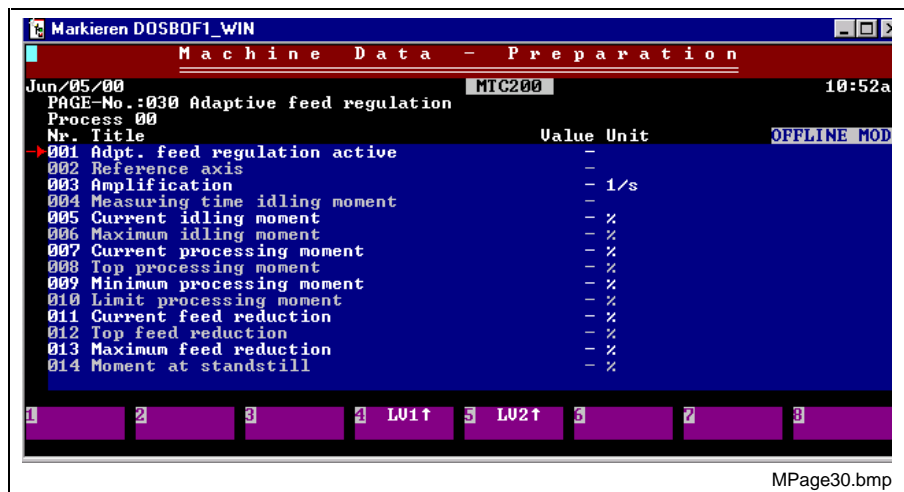 Markieren DOSBOF1_WIN
Machine Data - Preparation
Jun/05/00 MTC200 10:52a
PAGE-No.:030 Adaptive feed regulation
Process 00
Nr. Title Value Unit OFFLINE MOD
001 Adpt. feed regulation active -
002 Reference axis -
003 Amplification - 1/s
004 Measuring time idling moment -
005 Current idling moment - %
006 Maximum idling moment - %
007 Current processing moment - %
008 Top processing moment - %
009 Minimum processing moment - %
010 Limit processing moment - %
011 Current feed reduction - %
012 Top feed reduction - %
013 Maximum feed reduction - %
014 Moment at standstill - %
1 2 3 4 LV1↑ 5 LV2↑ 6 7 8
MPage30.bmp